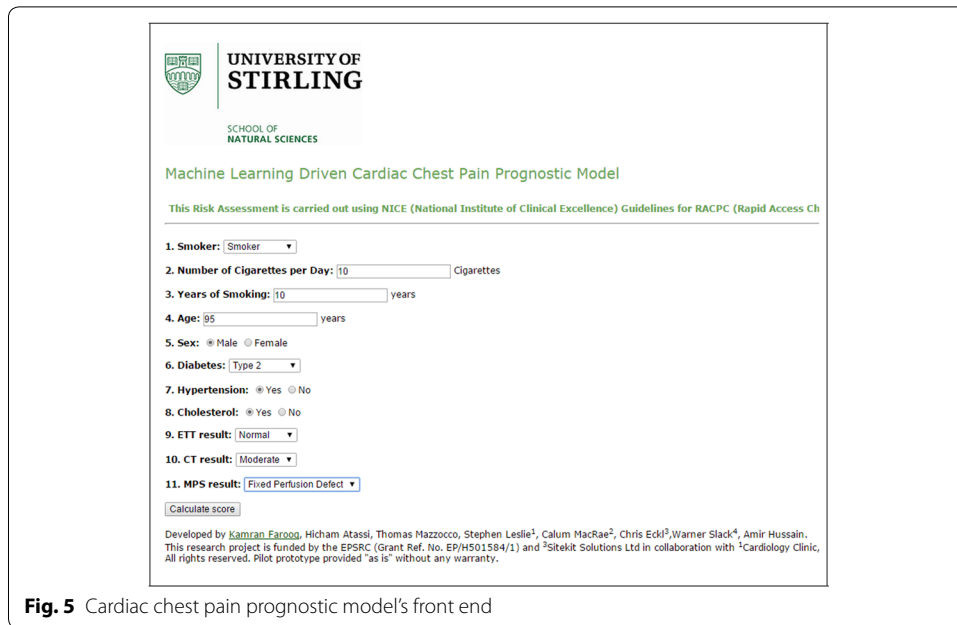 UNIVERSITY OF
STIRLING
SCHOOL OF
NATURAL SCIENCES
Machine Learning Driven Cardiac Chest Pain Prognostic Model
This Risk Assessment is carried out using NICE (National Institute of Clinical Excellence) Guidelines for RACPC (Rapid Access Ch
1. Smoker: Smoker
2. Number of Cigarettes per Day: 10 Cigarettes
3. Years of Smoking: 10 years
4. Age: 95 years
5. Sex: Male Female
6. Diabetes: Type 2
7. Hypertension: Yes No
8. Cholesterol: Yes No
9. ETT result: Normal
10. CT result: Moderate
11. MPS result: Fixed Perfusion Defect
Calculate score
Developed by Kamran Farooq, Hicham Atassi, Thomas Mazzocco, Stephen Leslie¹, Calum MacRae², Chris Eckl³,Warner Slack⁴, Amir Hussain.
This research project is funded by the EPSRC (Grant Ref. No. EP/H501584/1) and ³Sitekit Solutions Ltd in collaboration with ¹Cardiology Clinic,
All rights reserved. Pilot prototype provided "as is" without any warranty.
Fig. 5 Cardiac chest pain prognostic model's front end